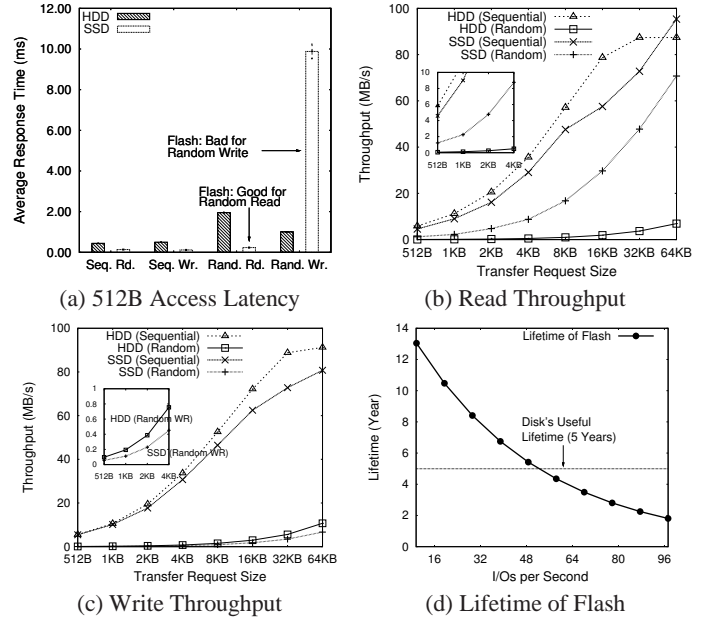 12.00
10.00
8.00
6.00
4.00
2.00
0.00
Average Response Time (ms)
HDD
SSD
Flash: Bad for
Random Write
Flash: Good for
Random Read
Seq. Rd. Seq. Wr. Rand. Rd. Rand. Wr.
(a) 512B Access Latency
100
80
60
40
20
0
Throughput (MB/s)
HDD (Sequential)
HDD (Random)
SSD (Sequential)
SSD (Random)
10
8
6
4
2
0
512B 1KB 2KB 4KB
512B 1KB 2KB 4KB 8KB 16KB 32KB 64KB
Transfer Request Size
(b) Read Throughput
100
80
60
40
20
0
Throughput (MB/s)
HDD (Sequential)
HDD (Random)
SSD (Sequential)
SSD (Random)
1
0.8
0.6
0.4
0.2
0
HDD (Random WR)
SSD (Random WR)
512B 1KB 2KB 4KB
512B 1KB 2KB 4KB 8KB 16KB 32KB 64KB
Transfer Request Size
(c) Write Throughput
14
12
10
8
6
4
2
0
Lifetime (Year)
Lifetime of Flash
Disk's Useful
Lifetime (5 Years)
16 32 48 64 80 96
I/Os per Second
(d) Lifetime of Flash